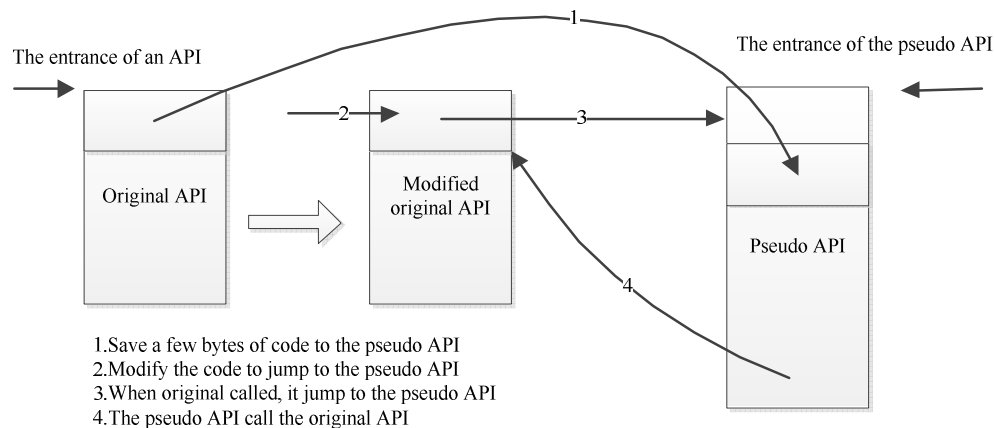 1
The entrance of the pseudo API
The entrance of an API
2
3
Original API
Modified
original API
Pseudo API
4
1.Save a few bytes of code to the pseudo API
2.Modify the code to jump to the pseudo API
3.When original called, it jump to the pseudo API
4.The pseudo API call the original API